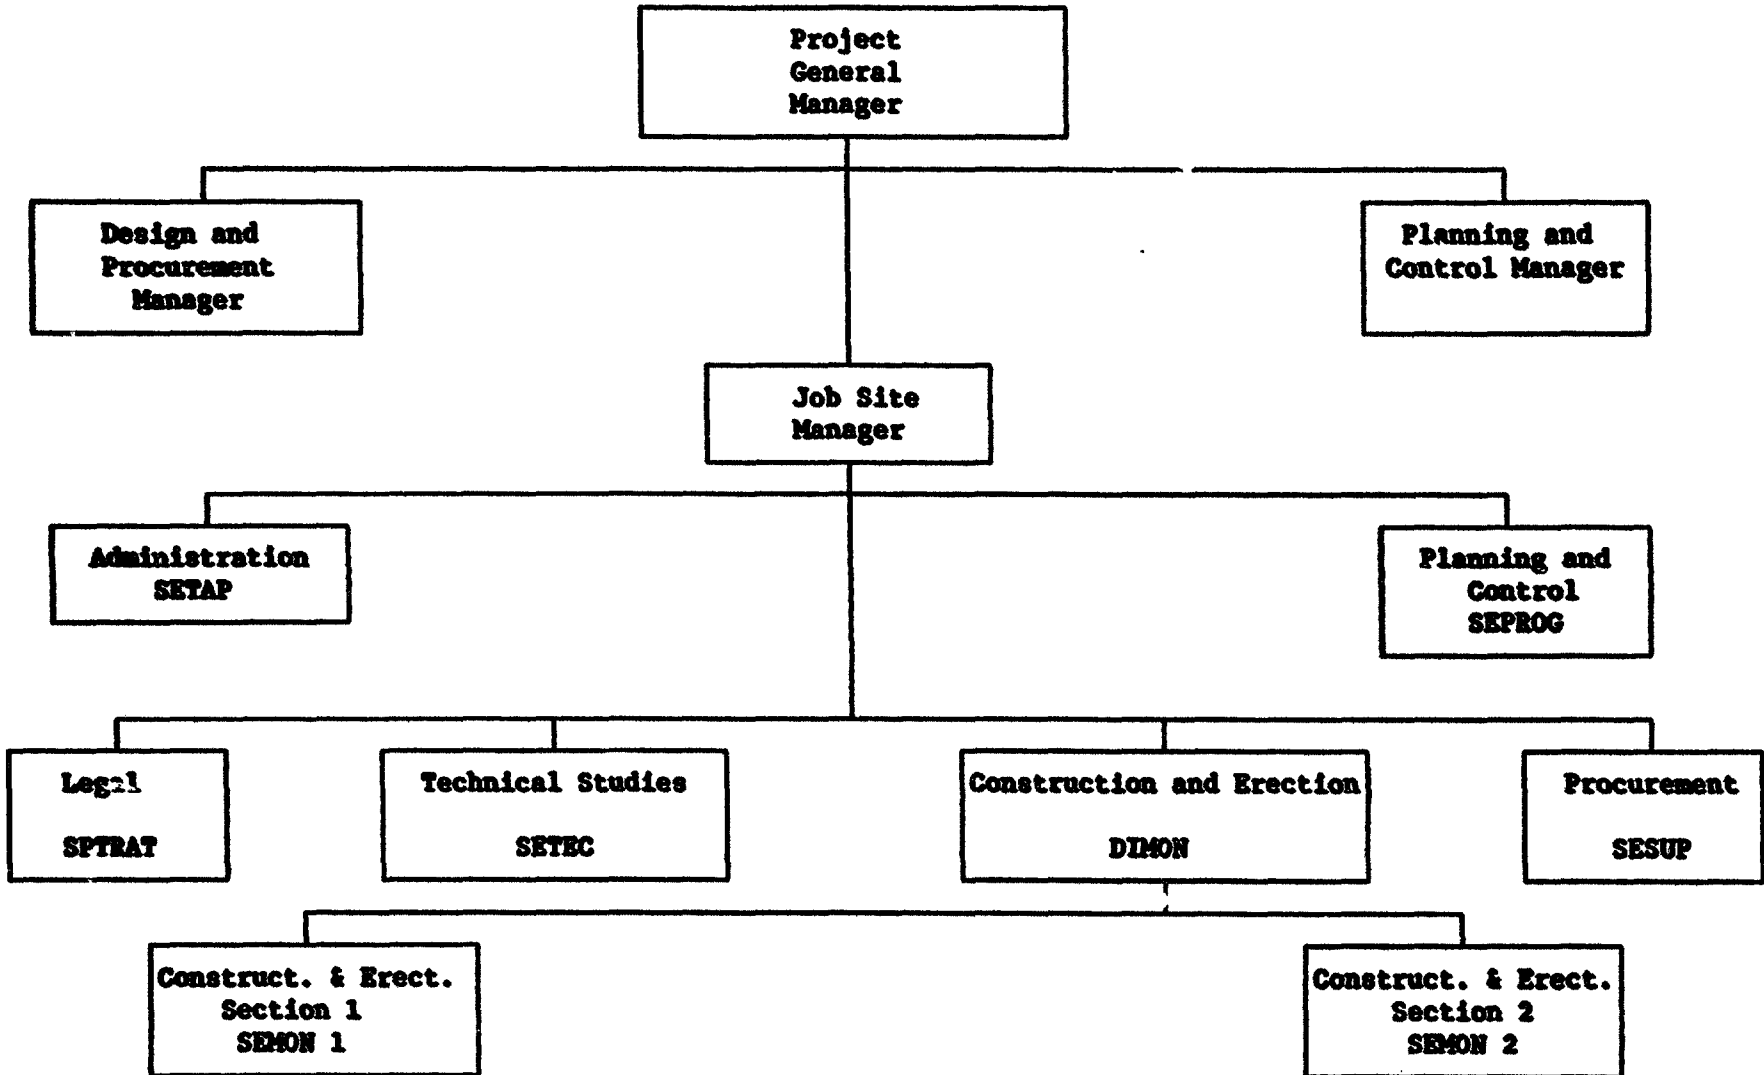 Project
General
Manager
Design and
Procurement
Manager
Planning and
Control Manager
Job Site
Manager
Administration
SETAP
Planning and
Control
SEPROG
Legal
SPTRAT
Technical Studies
SETEC
Construction and Erection
DIMON
Procurement
SESUP
Construct. & Erect.
Section 1
SEMON 1
Construct. & Erect.
Section 2
SEMON 2